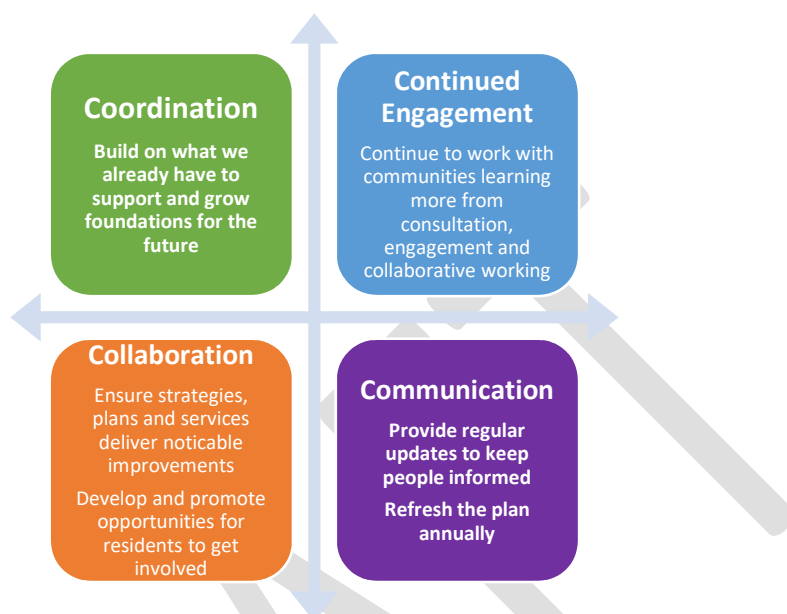 Coordination
Build on what we
already have to
support and grow
foundations for the
future
Continued
Engagement
Continue to work with
communities learning
more from
consultation,
engagement and
collaborative working
Collaboration
Ensure strategies,
plans and services
deliver noticable
improvements
Develop and promote
opportunities for
residents to get
involved
Communication
Provide regular
updates to keep
people informed
Refresh the plan
annually